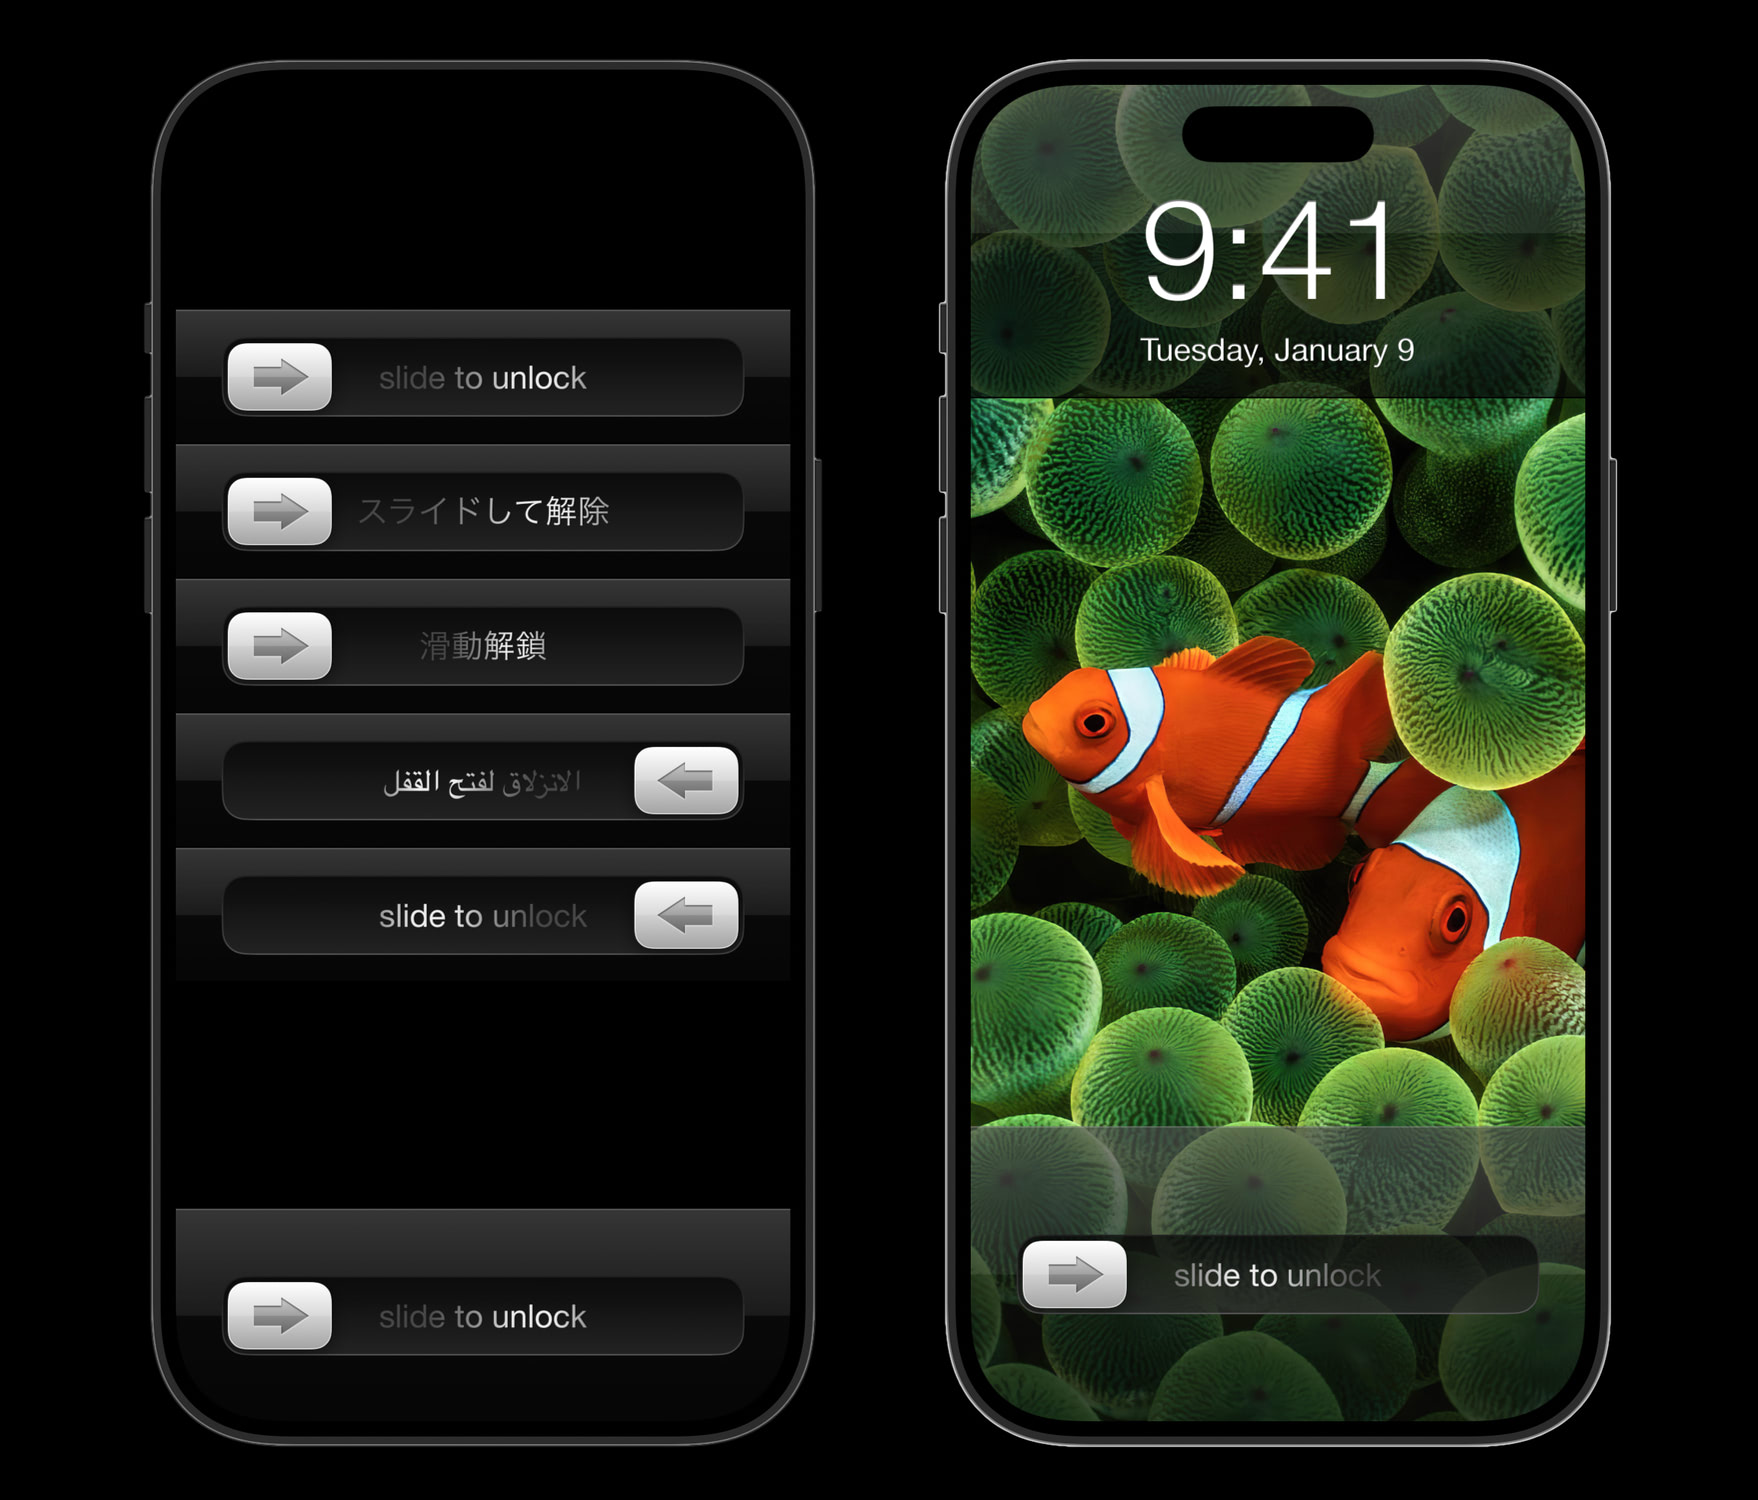 slide to unlock
スライドして解除
滑動解鎖
الانزلاق لفتح القفل
slide to unlock
slide to unlock
9:41
Tuesday, January 9
slide to unlock